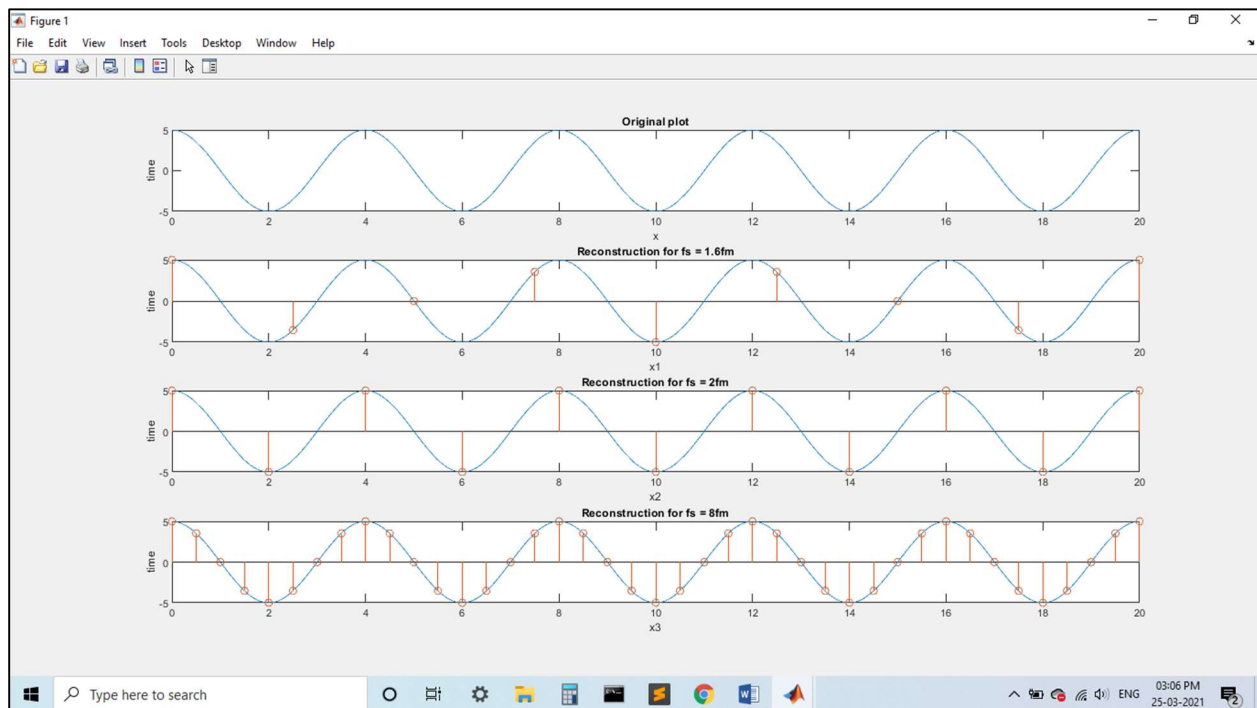 Figure 1
File Edit View Insert Tools Desktop Window Help
Original plot
5
0
-5
time
0 2 4 6 8 10 12 14 16 18 20
x
Reconstruction for fs = 1.6fm
5
0
-5
time
0 2 4 6 8 10 12 14 16 18 20
x1
Reconstruction for fs = 2fm
5
0
-5
time
0 2 4 6 8 10 12 14 16 18 20
x2
Reconstruction for fs = 8fm
5
0
-5
time
0 2 4 6 8 10 12 14 16 18 20
x3
Type here to search
ENG
03:06 PM
25-03-2021
2